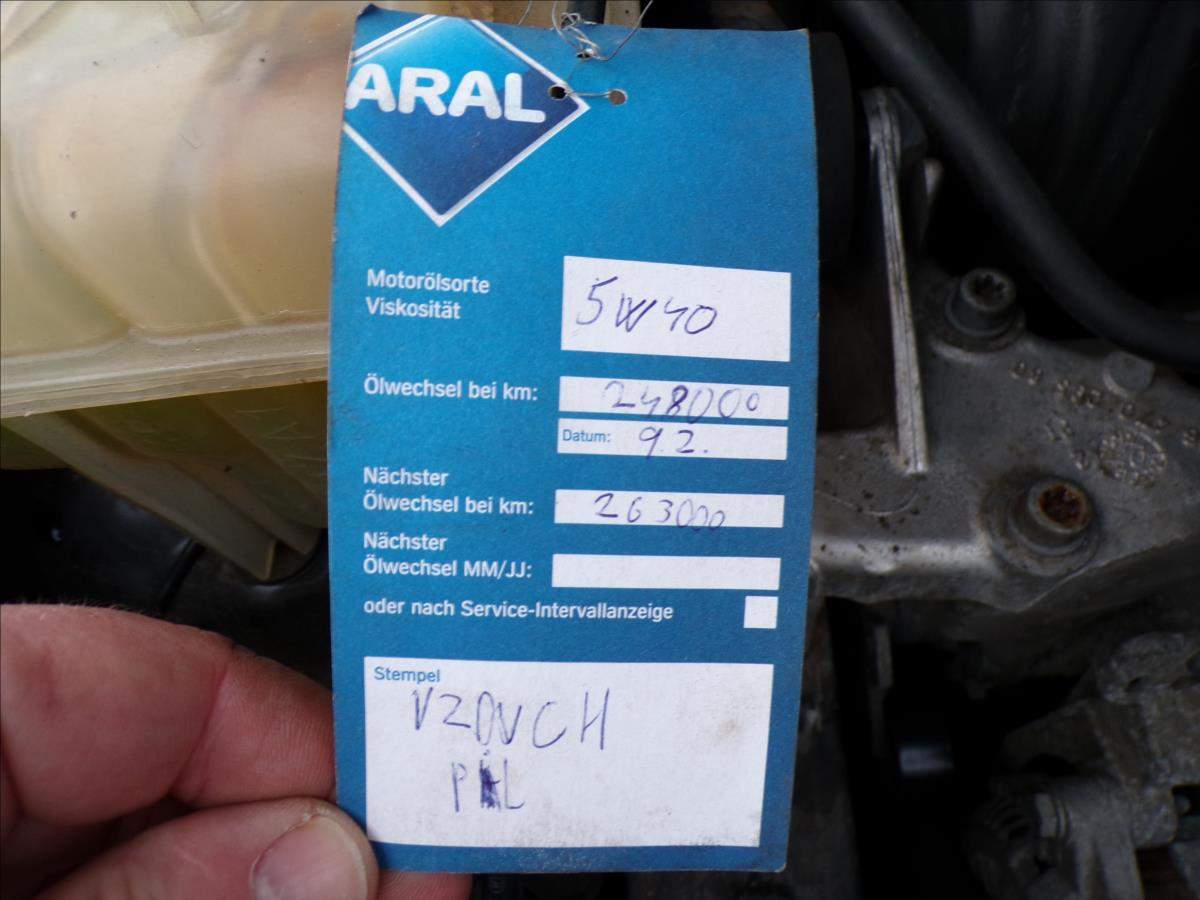 ARAL
Motorölsorte
Viskosität
5W40
Ölwechsel bei km: 248000
Datum: 9.2.
Nächster
Ölwechsel bei km: 263000
Nächster
Ölwechsel MM/JJ:
oder nach Service-Intervallanzeige
Stempel
VZDVCH